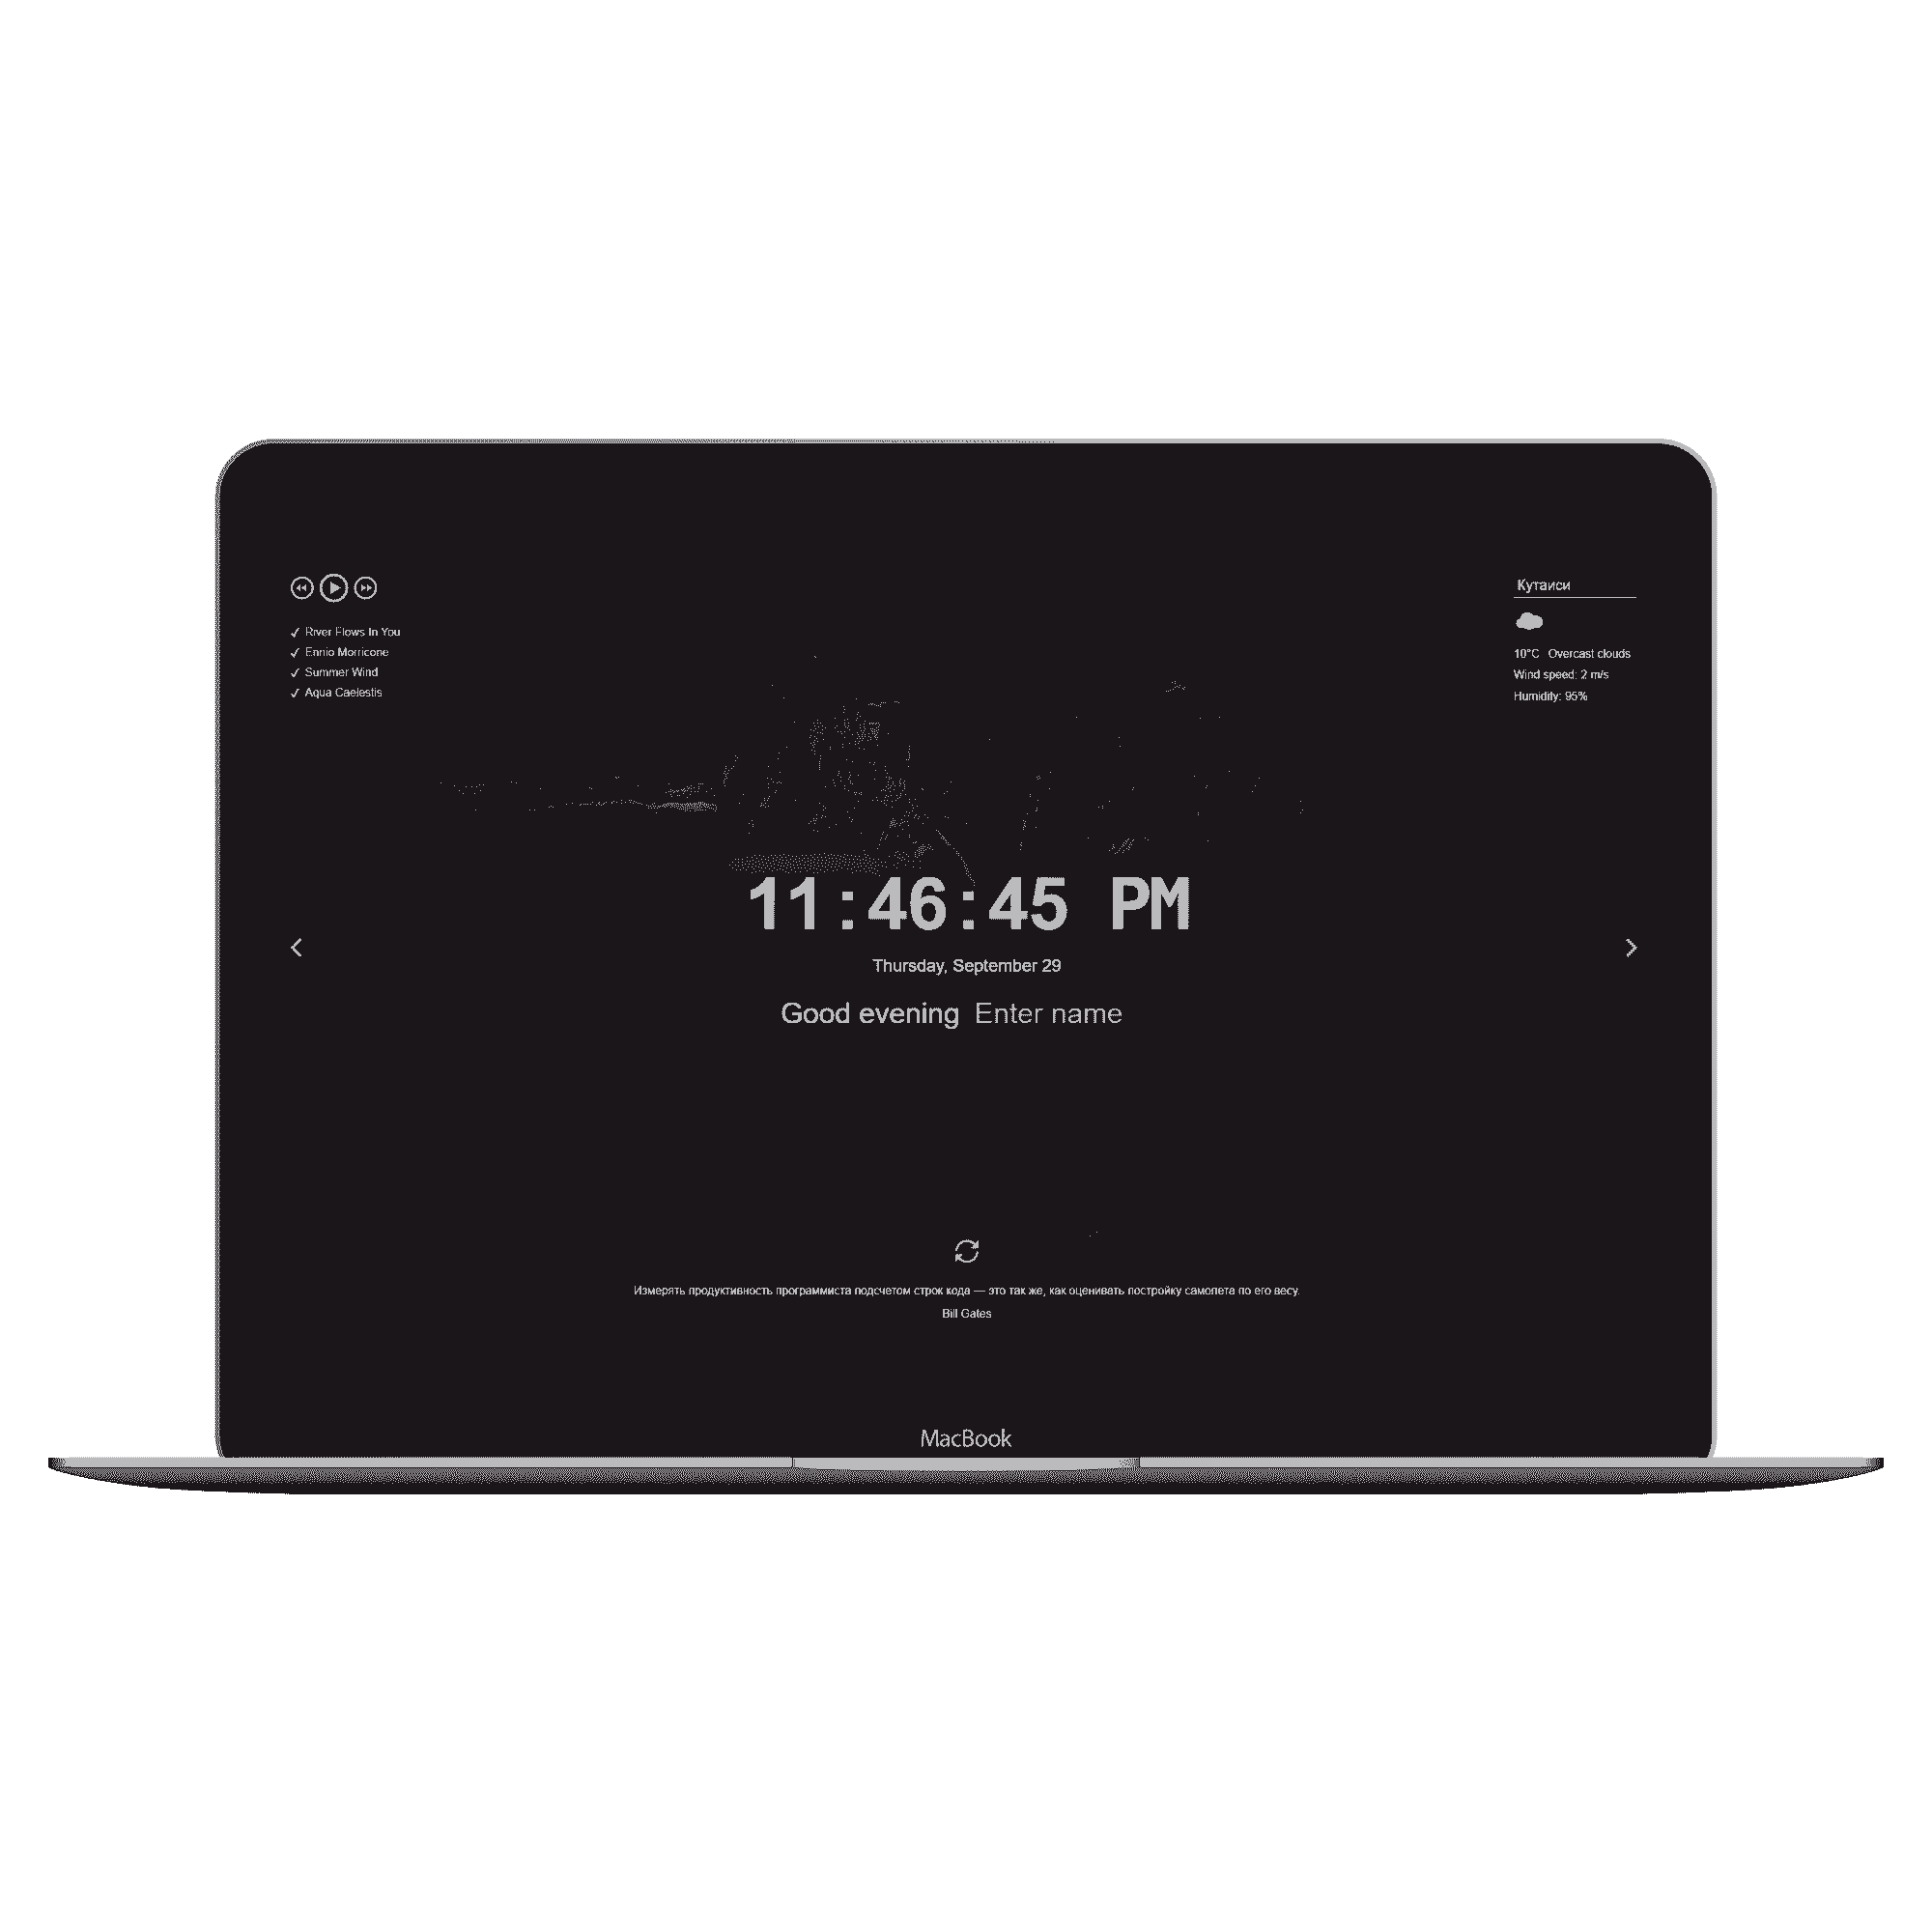 River Flows In You
Ennio Morricone
Summer Wind
Aqua Caelestis
Кутаиси
10°C Overcast clouds
Wind speed: 2 m/s
Humidity: 95%
11:46:45 PM
Thursday, September 29
Good evening Enter name
Измерять продуктивность программиста подсчетом строк кода — это так же, как оценивать постройку самолета по его весу.
Bill Gates
MacBook